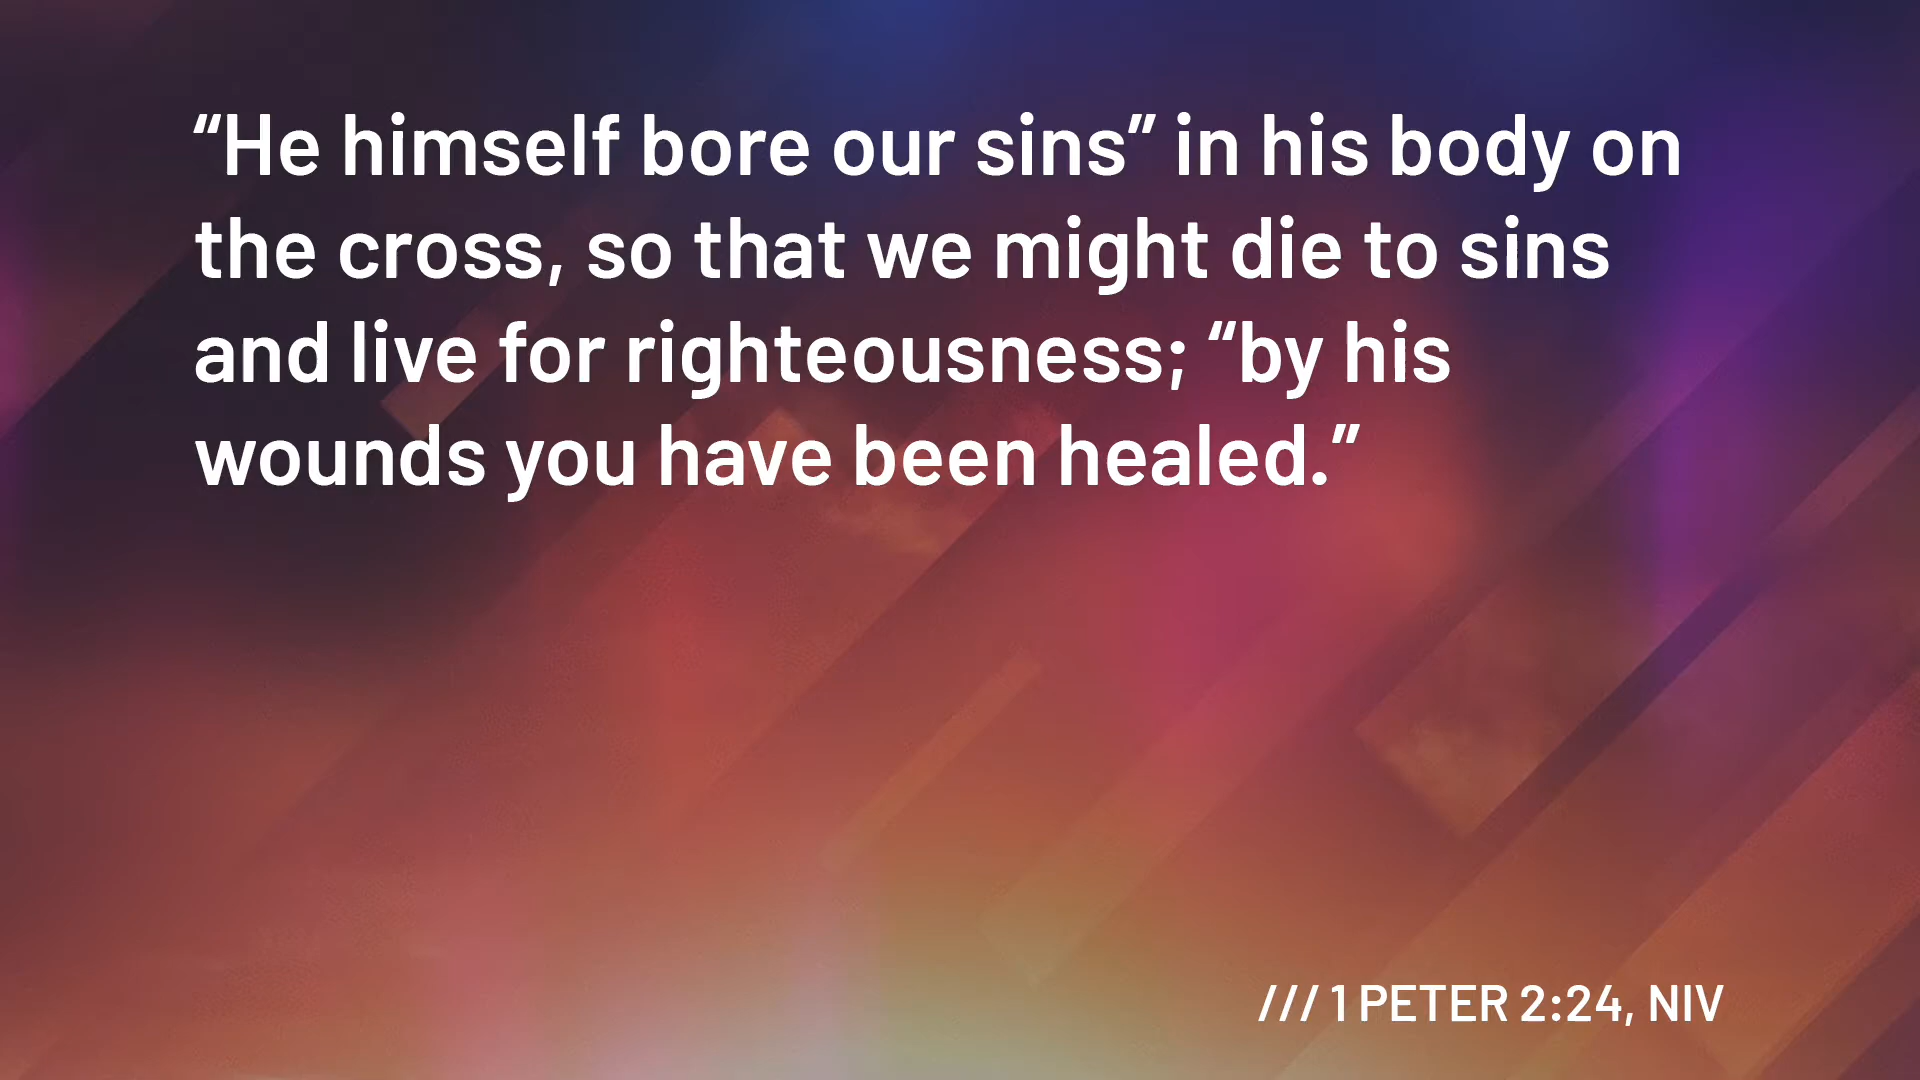 “He himself bore our sins” in his body on
the cross, so that we might die to sins
and live for righteousness; “by his
wounds you have been healed.”
/// 1 PETER 2:24, NIV